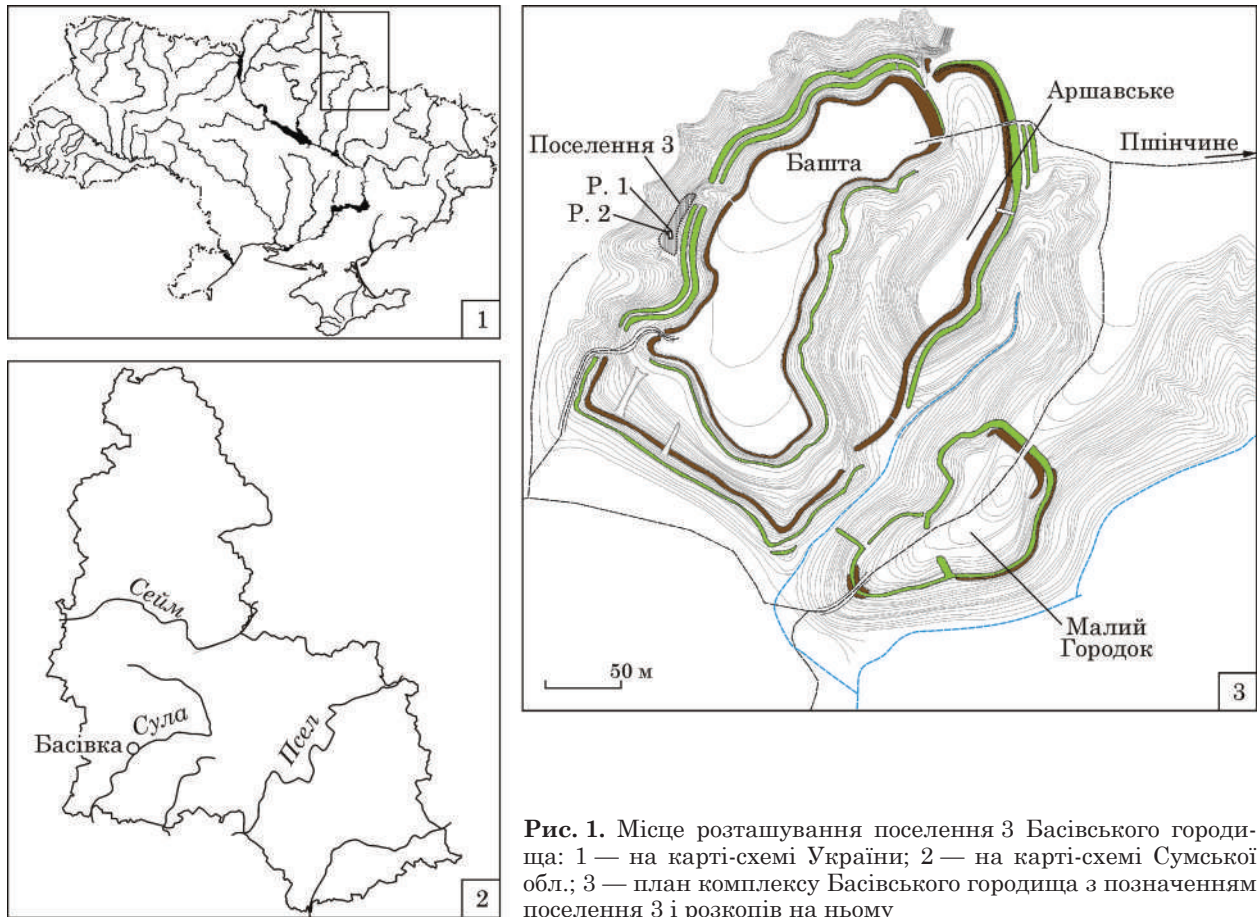 1
Сейм
Сула
Басівка
Псел
2
Аршавське
Пшінчине
Поселення 3
Башта
Р. 1
Р. 2
Малий
Городок
50 м
3
Рис. 1. Місце розташування поселення 3 Басівського городи-
ща: 1 — на карті-схемі України; 2 — на карті-схемі Сумської
обл.; 3 — план комплексу Басівського городища з позначенням
поселення 3 і розкопів на ньому